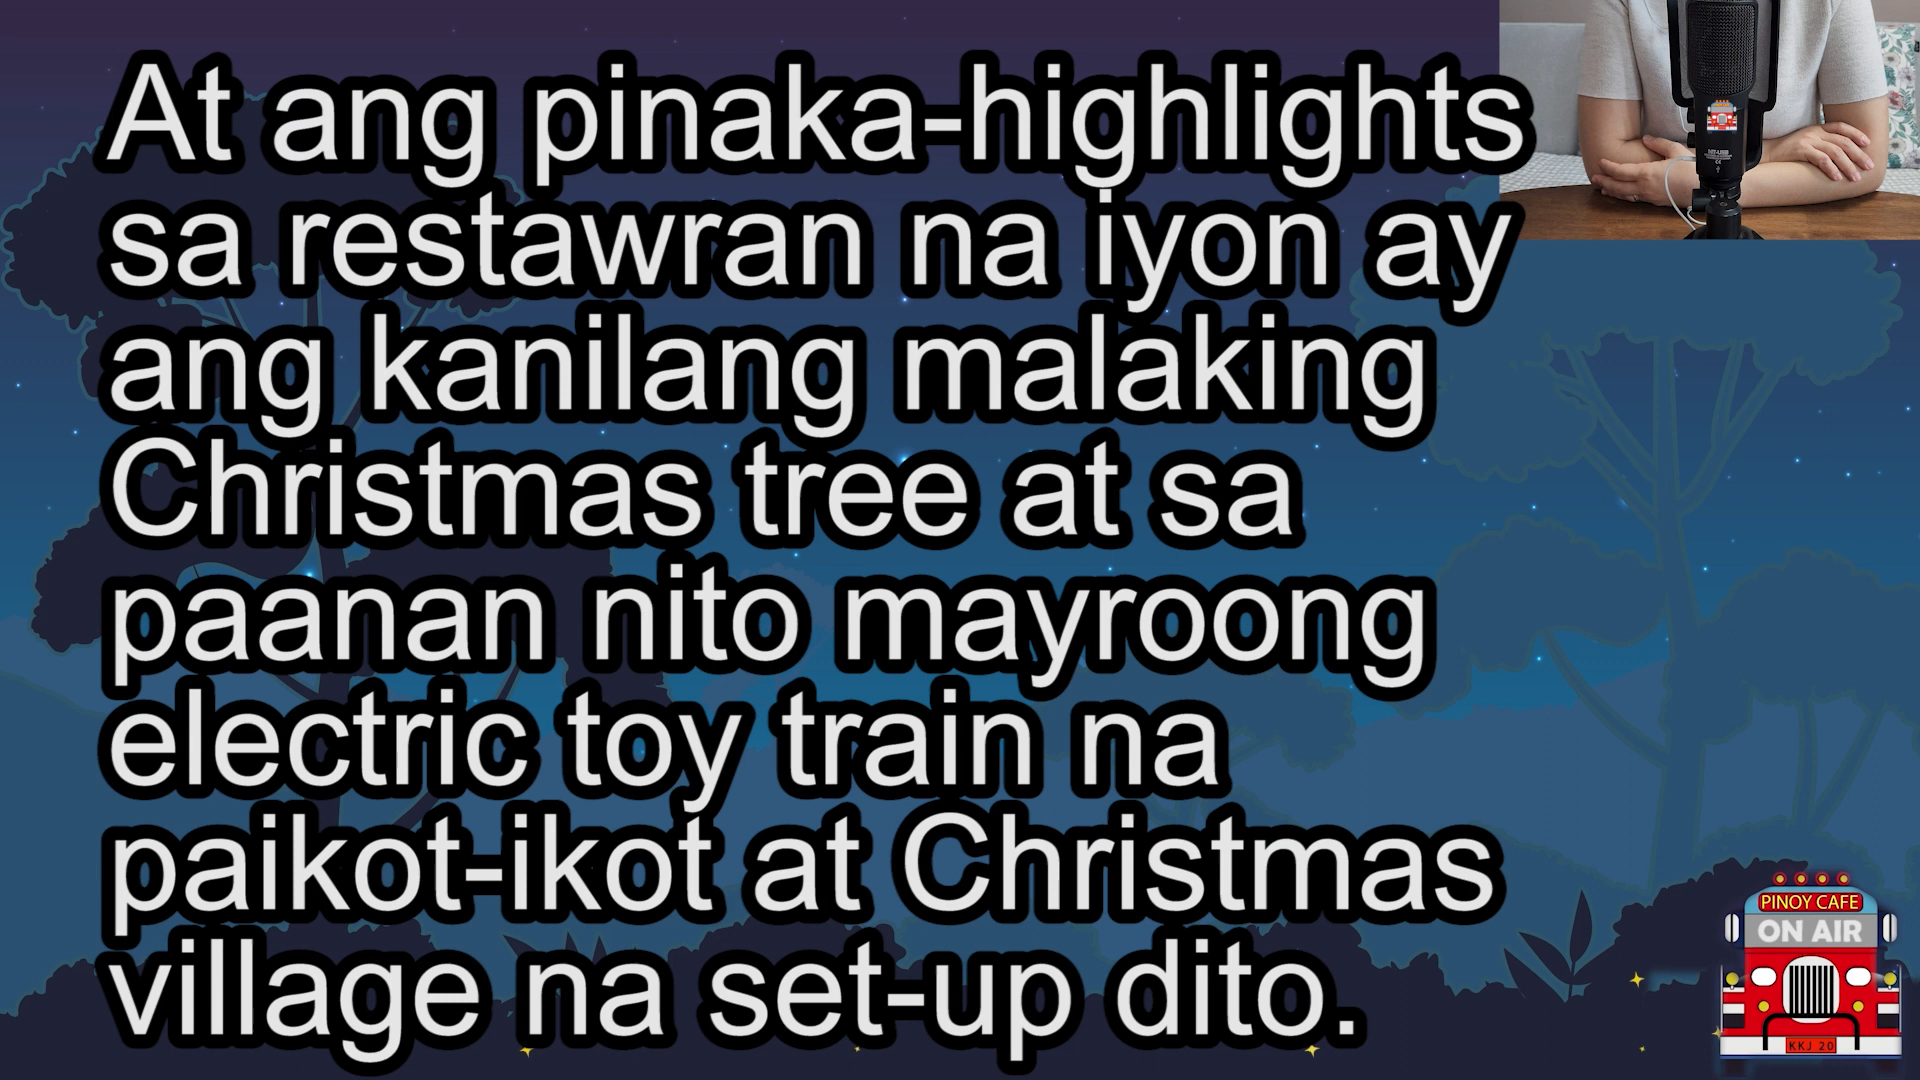 At ang pinaka-highlights
sa restawran na iyon ay
ang kanilang malaking
Christmas tree at sa
paanan nito mayroong
electric toy train na
paikot-ikot at Christmas
village na set-up dito.
PINOY CAFE
ON AIR
KKJ 20